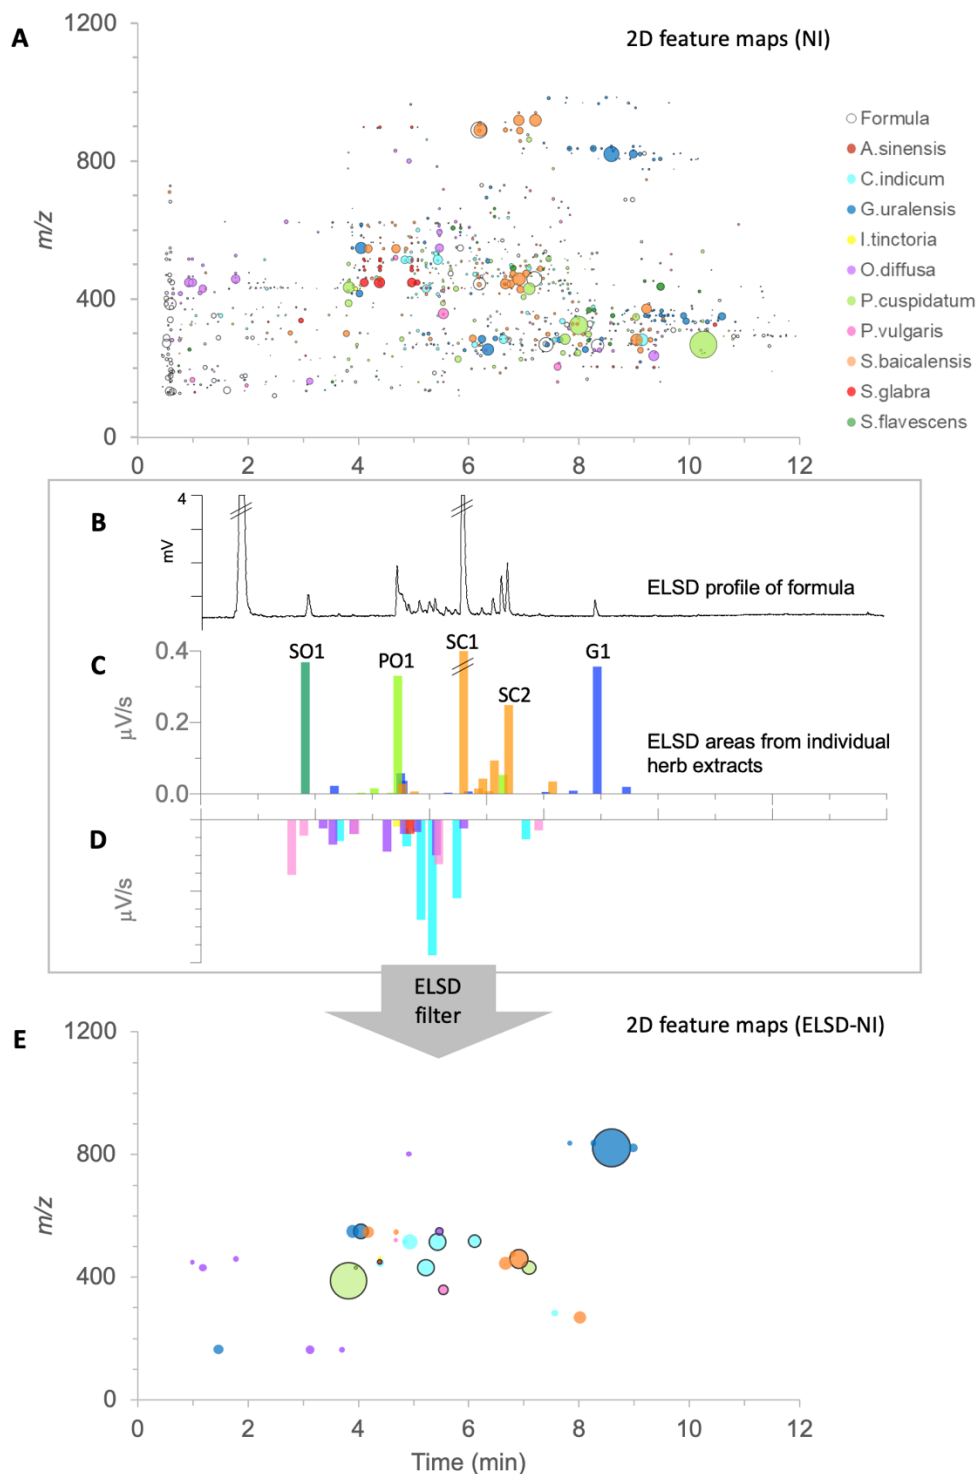 A
2D feature maps (NI)
1200
800
400
0
m/z
0 2 4 6 8 10 12
Formula
A.sinensis
C.indicum
G.uralensis
I.tinctoria
O.diffusa
P.cuspidatum
P.vulgaris
S.baicalensis
S.glabra
S.flavescens
B
4
mV
ELSD profile of formula
C
0.4
0.2
0.0
µV/s
SO1
PO1
SC1
SC2
G1
ELSD areas from individual
herb extracts
D
µV/s
ELSD
filter
E
2D feature maps (ELSD-NI)
1200
800
400
0
m/z
0 2 4 6 8 10 12
Time (min)